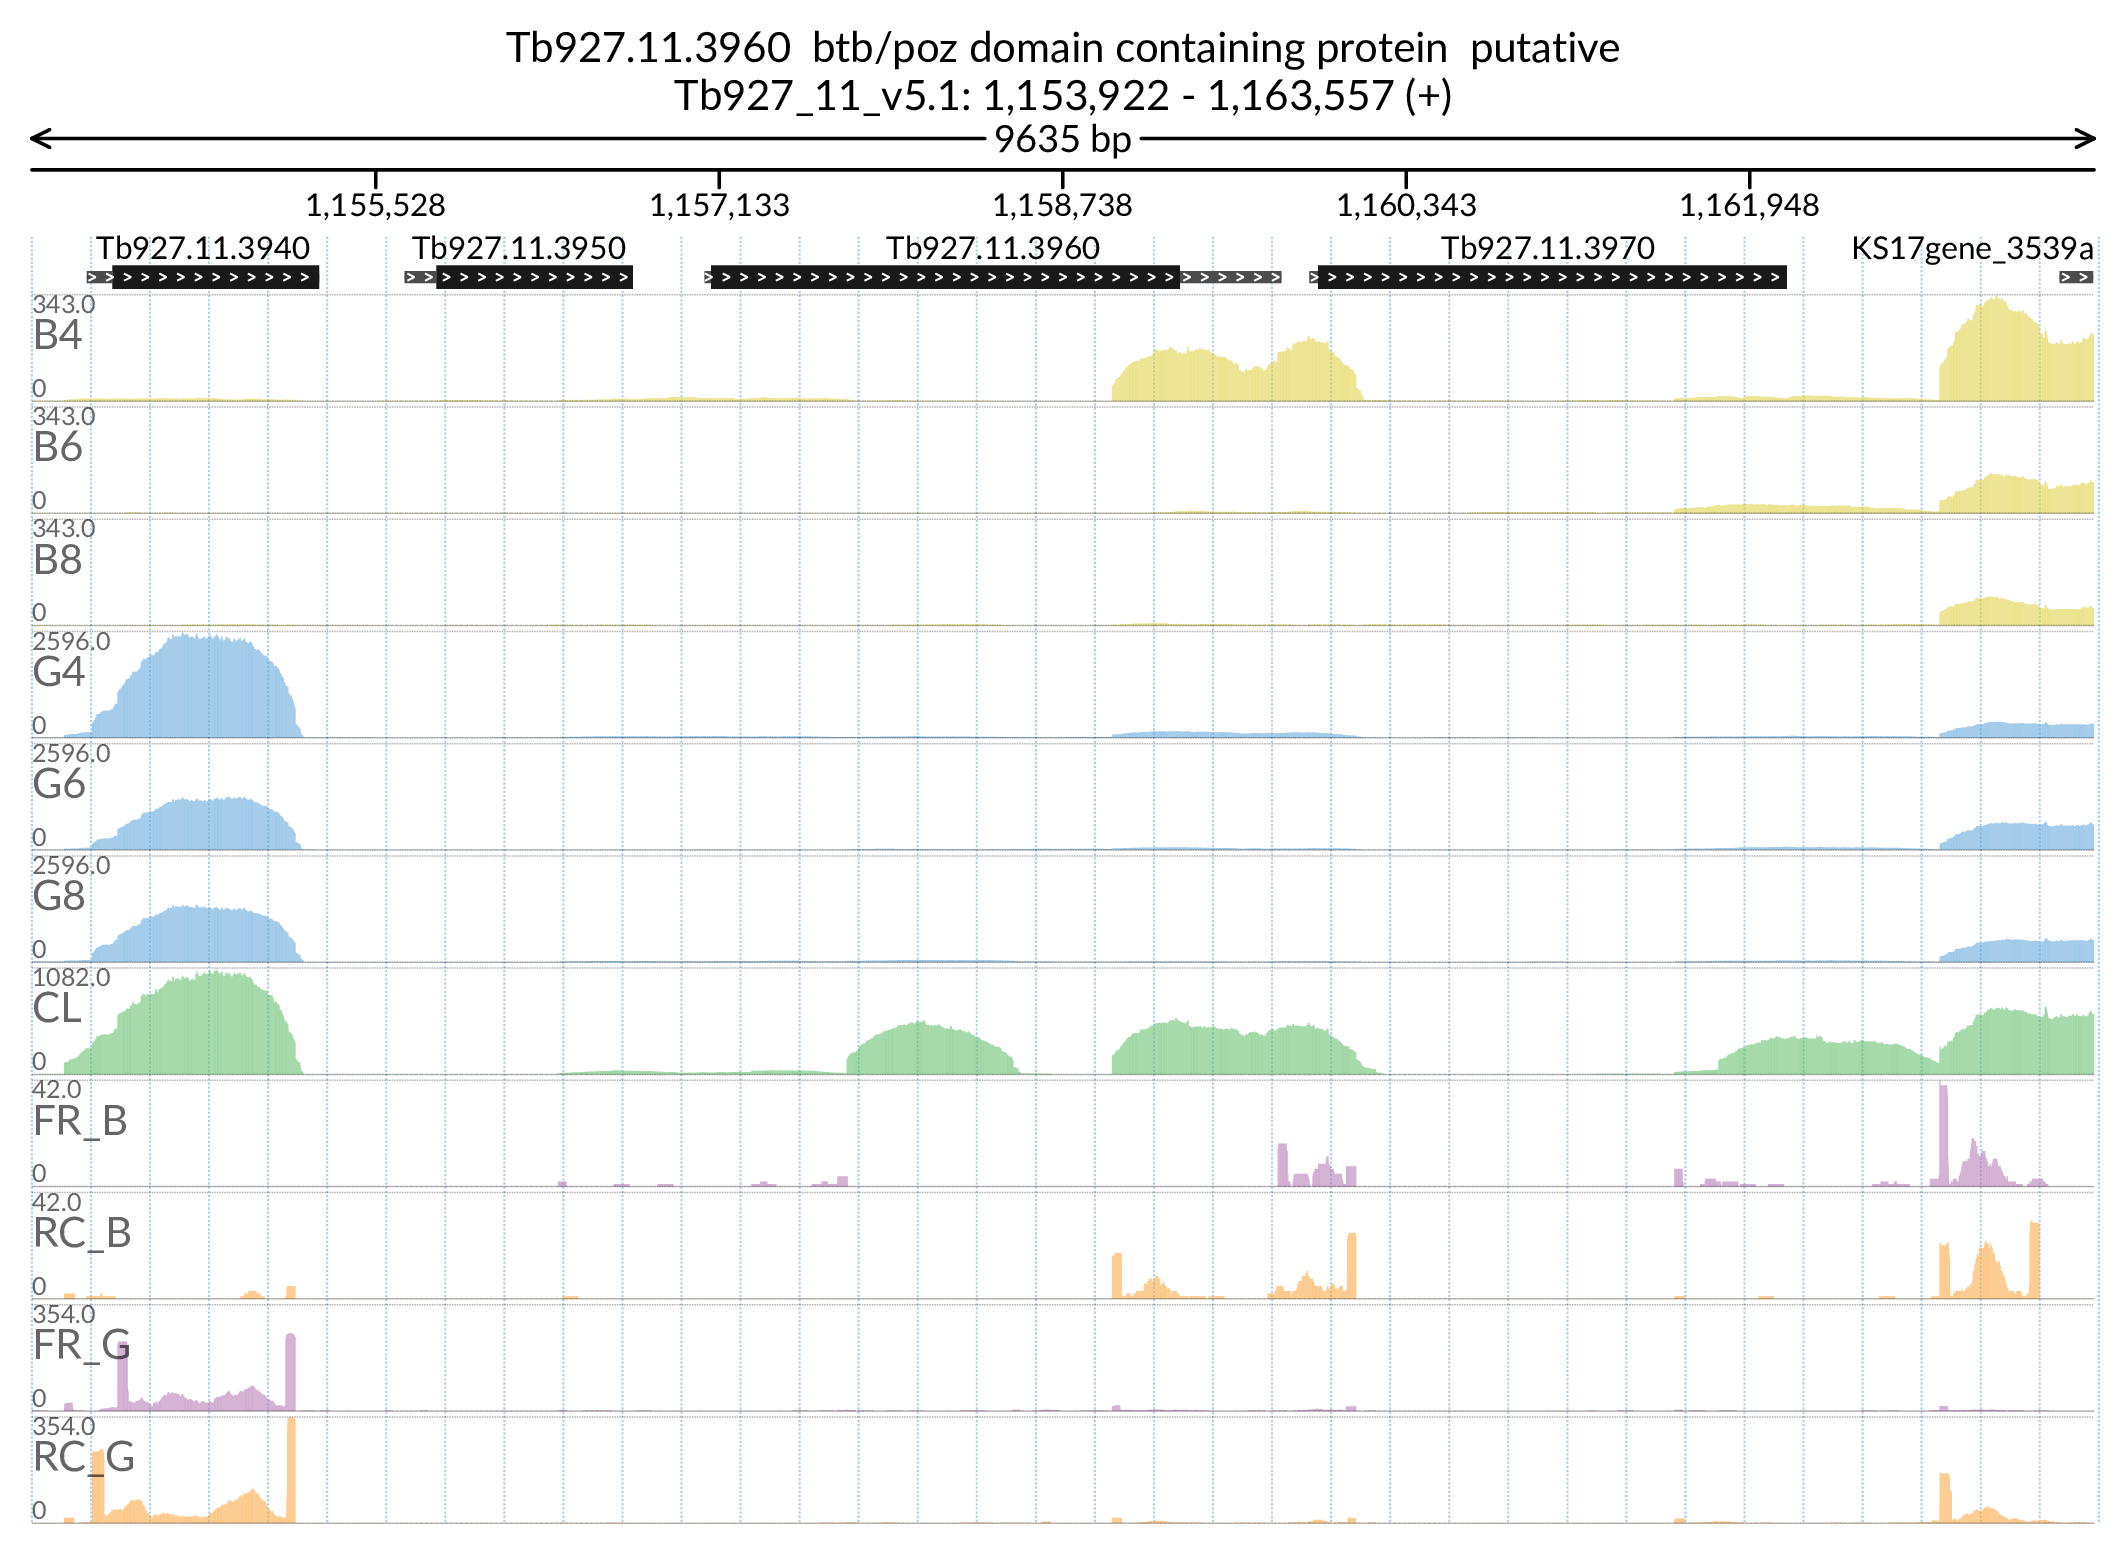 Tb927.11.3960  btb/poz domain containing protein  putative
Tb927_11_v5.1: 1,153,922 - 1,163,557 (+)
9635 bp
1,155,528 1,157,133 1,158,738 1,160,343 1,161,948
Tb927.11.3940 Tb927.11.3950 Tb927.11.3960 Tb927.11.3970 KS17gene_3539a
343.0
B4
0
343.0
B6
0
343.0
B8
0
2596.0
G4
0
2596.0
G6
0
2596.0
G8
0
1082.0
CL
0
42.0
FR_B
0
42.0
RC_B
0
354.0
FR_G
0
354.0
RC_G
0